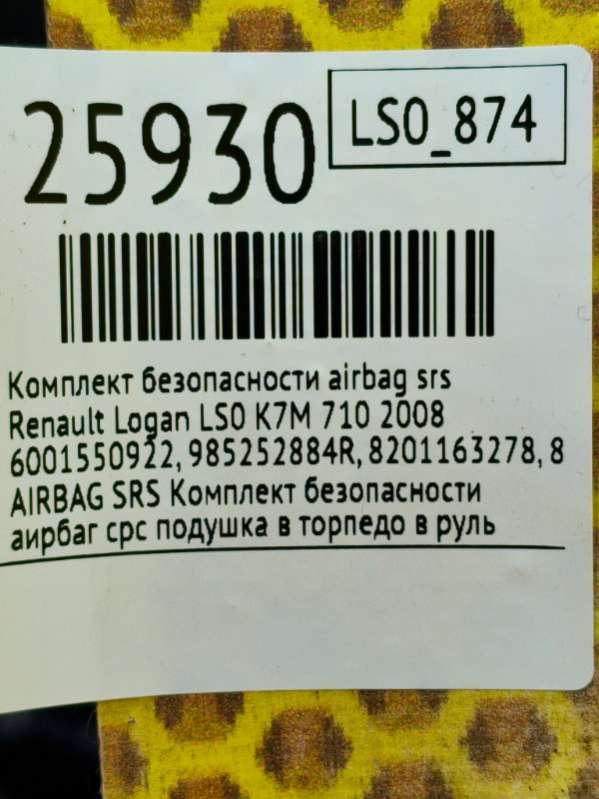 25930
LS0_874
Комплект безопасности airbag srs
Renault Logan LS0 K7M 710 2008
6001550922, 985252884R, 8201163278, 8
AIRBAG SRS Комплект безопасности
аирбаг срс подушка в торпедо в руль